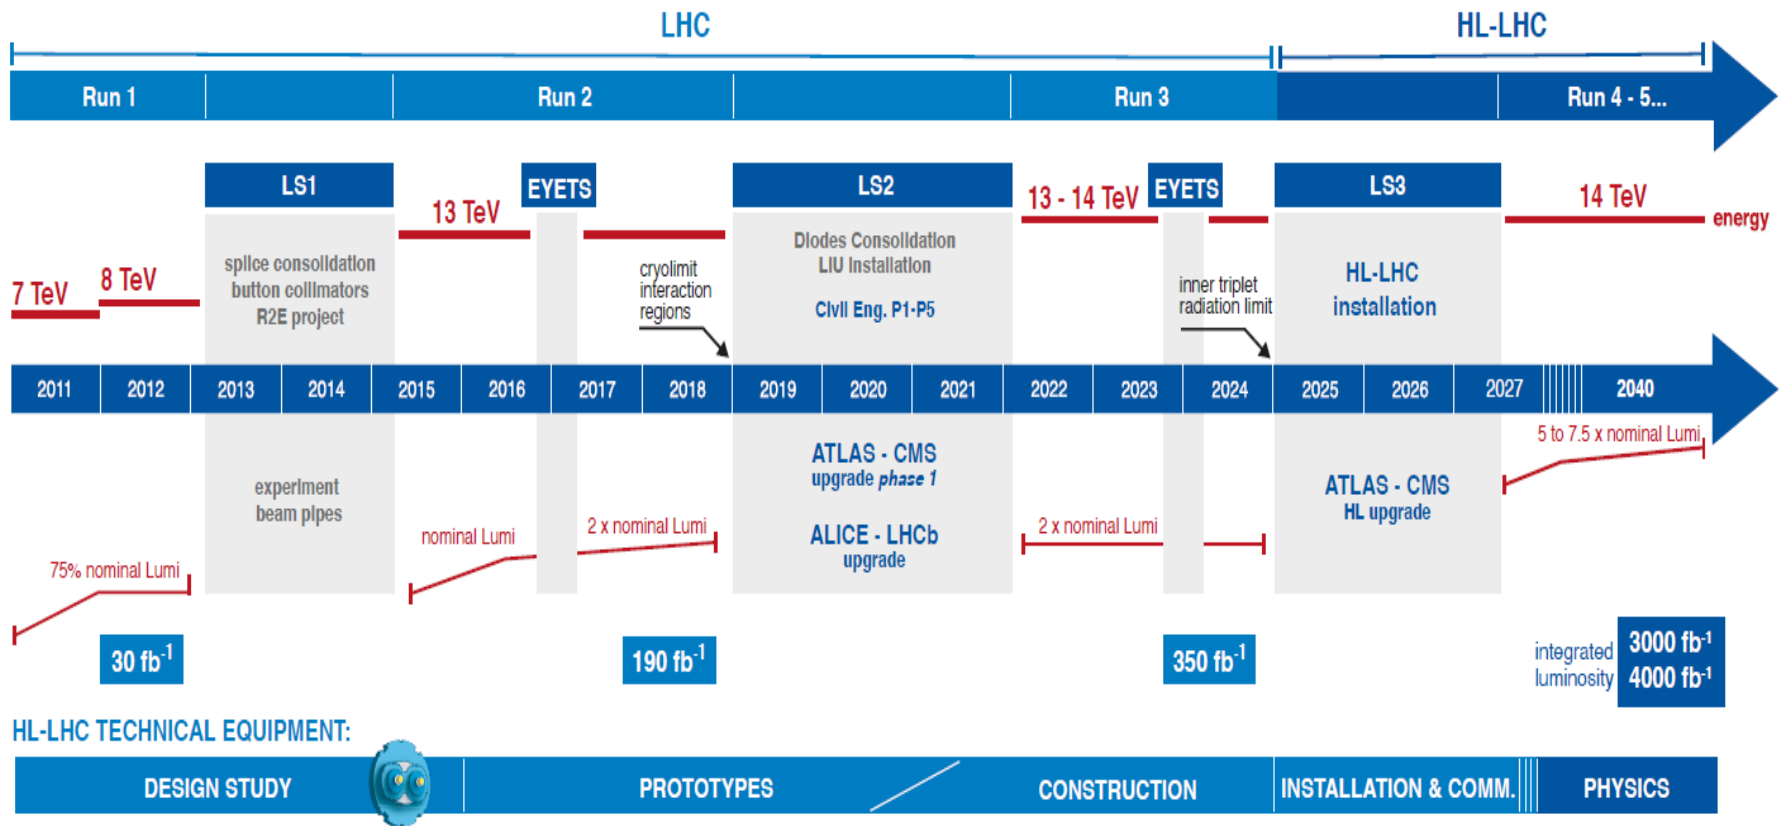 LHC
HL-LHC
Run 1
Run 2
Run 3
Run 4 - 5...
LS1
EYETS
LS2
EYETS
LS3
13 TeV
13 - 14 TeV
14 TeV
energy
7 TeV
8 TeV
splice consolidation
button collimators
R2E project
cryolimit
interaction
regions
Diodes Consolidation
LIU Installation
Civil Eng. P1-P5
inner triplet
radiation limit
HL-LHC
installation
2011
2012
2013
2014
2015
2016
2017
2018
2019
2020
2021
2022
2023
2024
2025
2026
2027
2040
75% nominal Lumi
experiment
beam pipes
nominal Lumi
2 x nominal Lumi
ATLAS - CMS
upgrade phase 1
ALICE - LHCb
upgrade
2 x nominal Lumi
ATLAS - CMS
HL upgrade
5 to 7.5 x nominal Lumi
30 fb⁻¹
190 fb⁻¹
350 fb⁻¹
integrated
luminosity
3000 fb⁻¹
4000 fb⁻¹
HL-LHC TECHNICAL EQUIPMENT:
DESIGN STUDY
PROTOTYPES
CONSTRUCTION
INSTALLATION & COMM.
PHYSICS